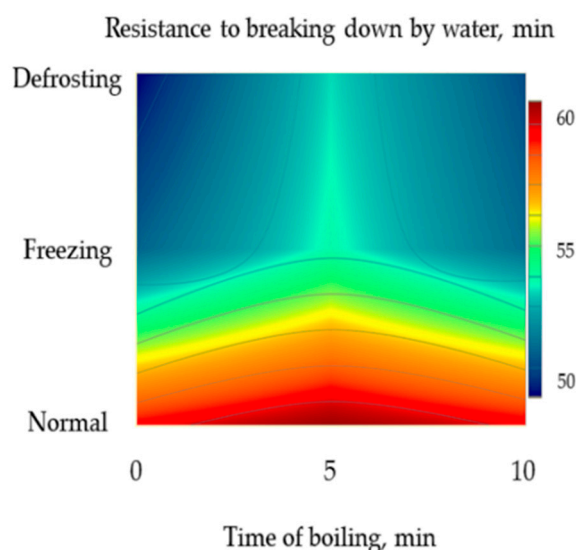 Resistance to breaking down by water, min
Defrosting
60
Freezing
55
50
Normal
0 5 10
Time of boiling, min